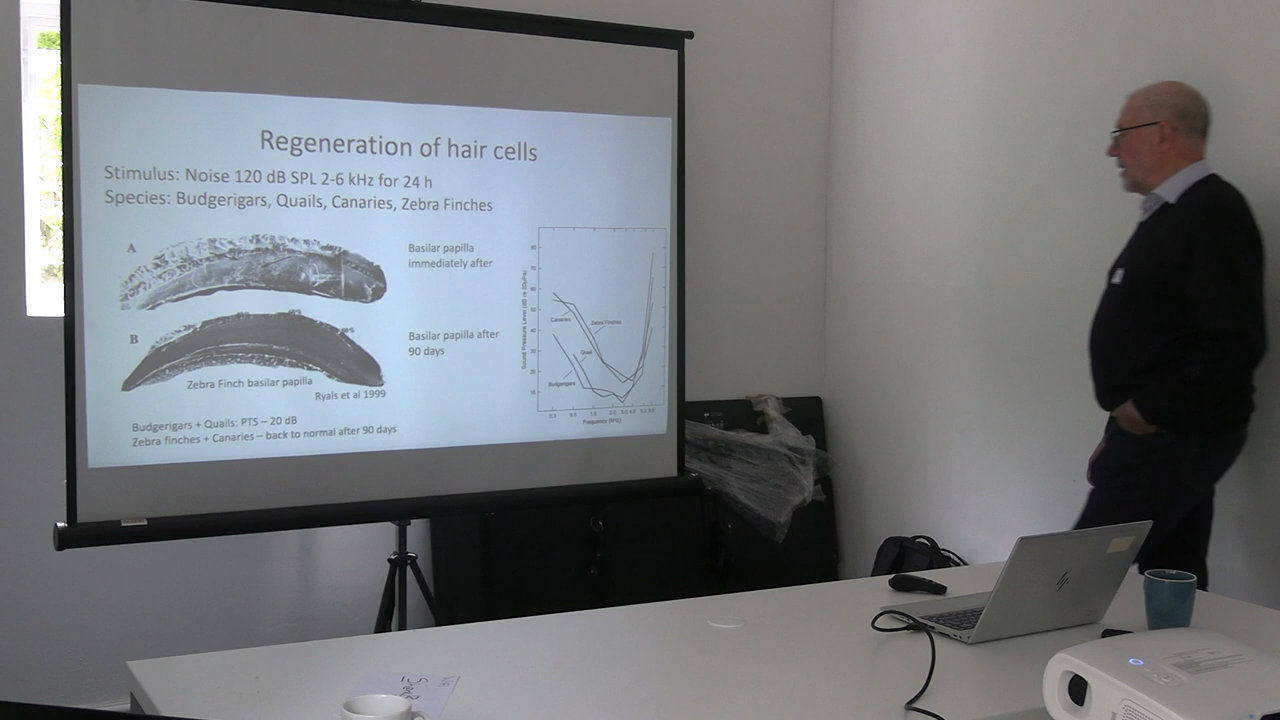 Regeneration of hair cells
Stimulus: Noise 120 dB SPL 2-6 kHz for 24 h
Species: Budgerigars, Quails, Canaries, Zebra Finches
A
Basilar papilla
immediately after
B
Basilar papilla after
90 days
Zebra Finch basilar papilla
Ryals et al 1999
Budgerigars + Quails: PTS – 20 dB
Zebra finches + Canaries – back to normal after 90 days
Sound Pressure Level (dB re 20μPa)
Canaries
Zebra Finches
Quail
Budgerigars
Frequency (kHz)
hp